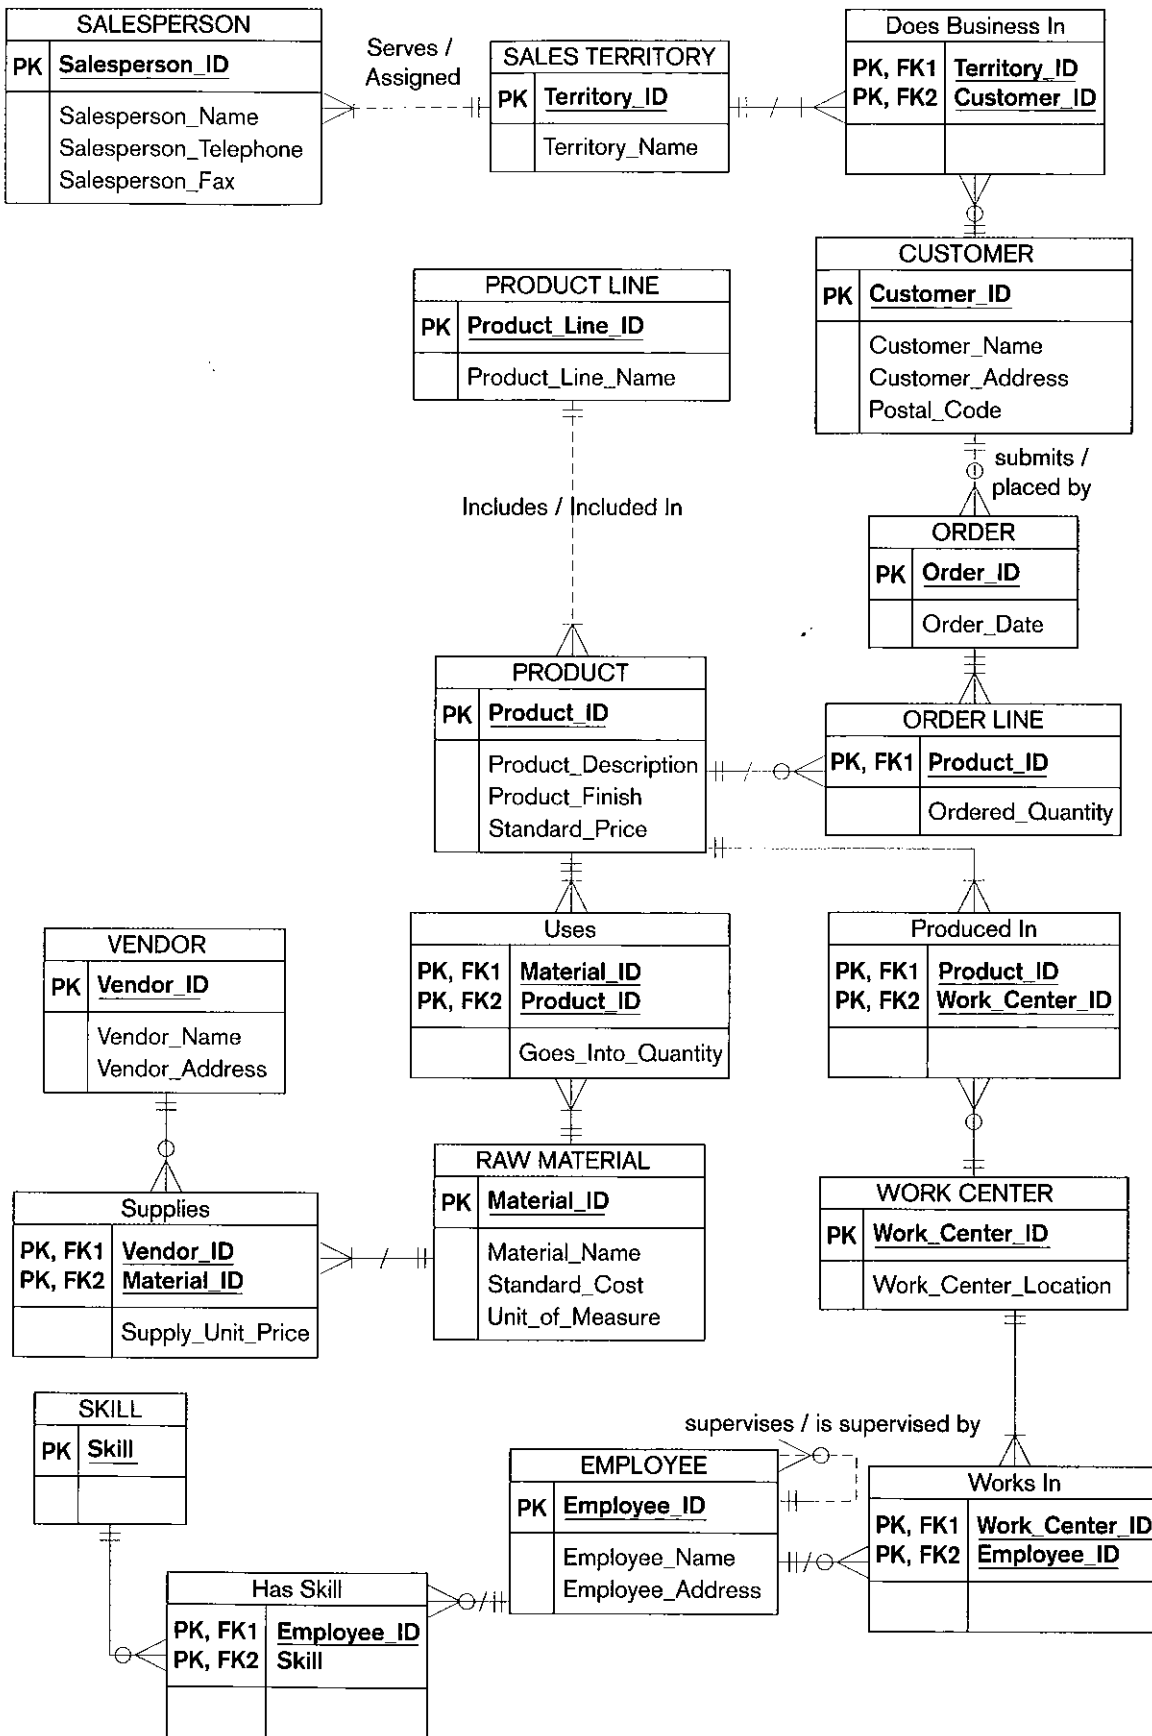 SALESPERSON
PK Salesperson_ID
Salesperson_Name
Salesperson_Telephone
Salesperson_Fax
Serves /
Assigned
SALES TERRITORY
PK Territory_ID
Territory_Name
Does Business In
PK, FK1 Territory_ID
PK, FK2 Customer_ID
CUSTOMER
PK Customer_ID
Customer_Name
Customer_Address
Postal_Code
PRODUCT LINE
PK Product_Line_ID
Product_Line_Name
submits /
placed by
Includes / Included In
ORDER
PK Order_ID
Order_Date
PRODUCT
PK Product_ID
Product_Description
Product_Finish
Standard_Price
ORDER LINE
PK, FK1 Product_ID
Ordered_Quantity
Uses
PK, FK1 Material_ID
PK, FK2 Product_ID
Goes_Into_Quantity
Produced In
PK, FK1 Product_ID
PK, FK2 Work_Center_ID
VENDOR
PK Vendor_ID
Vendor_Name
Vendor_Address
Supplies
PK, FK1 Vendor_ID
PK, FK2 Material_ID
Supply_Unit_Price
RAW MATERIAL
PK Material_ID
Material_Name
Standard_Cost
Unit_of_Measure
WORK CENTER
PK Work_Center_ID
Work_Center_Location
SKILL
PK Skill
supervises / is supervised by
EMPLOYEE
PK Employee_ID
Employee_Name
Employee_Address
Works In
PK, FK1 Work_Center_ID
PK, FK2 Employee_ID
Has Skill
PK, FK1 Employee_ID
PK, FK2 Skill